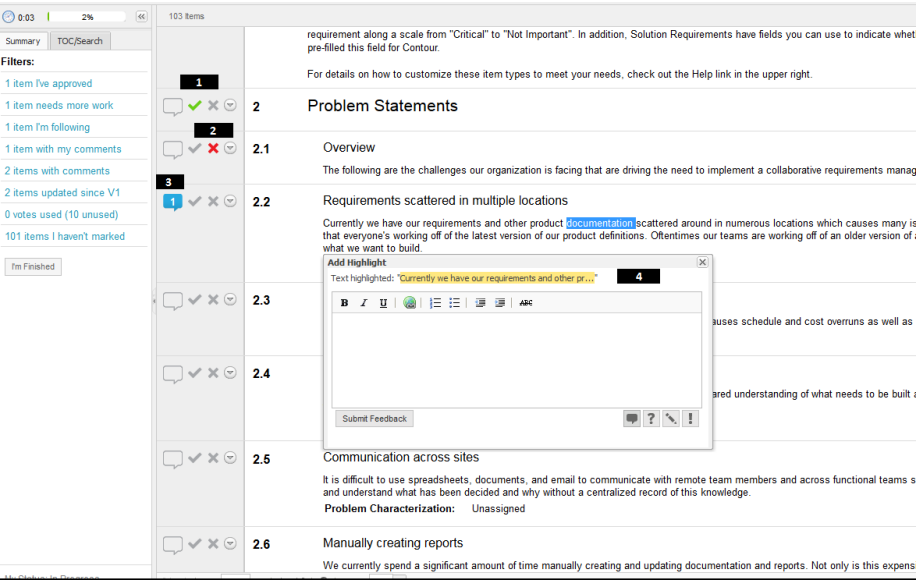 0:03
2%
«
103 Items
Summary
TOC/Search
Filters:
1 item I've approved
1 item needs more work
1 item I'm following
1 item with my comments
2 items with comments
2 items updated since V1
0 votes used (10 unused)
101 items I haven't marked
I'm Finished
My Status: In Progress
requirement along a scale from "Critical" to "Not Important". In addition, Solution Requirements have fields you can use to indicate
pre-filled this field for Contour.
For details on how to customize these item types to meet your needs, check out the Help link in the upper right.
1
2 Problem Statements
2
2.1 Overview
The following are the challenges our organization is facing that are driving the need to implement a collaborative requirements
3
1
2.2 Requirements scattered in multiple locations
Currently we have our requirements and other product documentation scattered around in numerous locations which causes many
that everyone's working off of the latest version of our product definitions. Oftentimes our teams are working off of an older version of
what we want to build.
Add Highlight
Text highlighted: "Currently we have our requirements and other pr..."
4
B I U ABC
Submit Feedback
? !
2.3
schedule and cost overruns as well as
2.4
understanding of what needs to be built
2.5 Communication across sites
It is difficult to use spreadsheets, documents, and email to communicate with remote team members and across functional teams
and understand what has been decided and why without a centralized record of this knowledge.
Problem Characterization: Unassigned
2.6 Manually creating reports
We currently spend a significant amount of time manually creating and updating documentation and reports. Not only is this